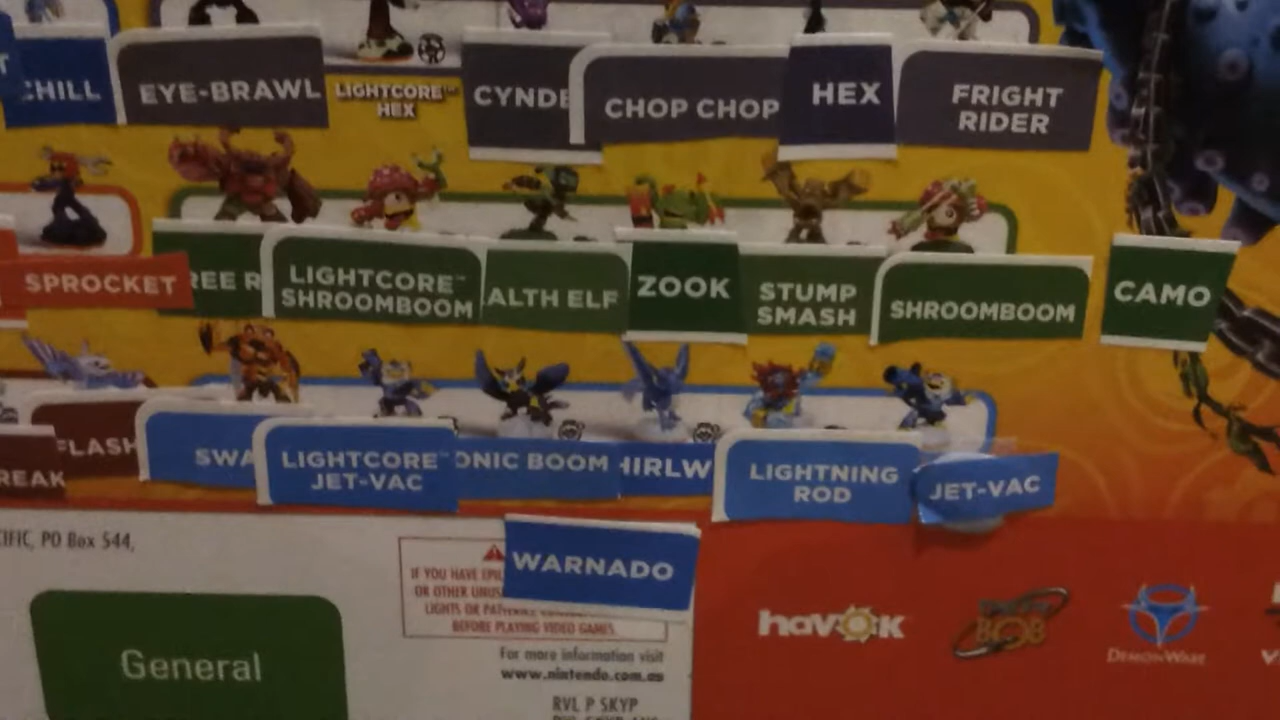 CHILL
EYE-BRAWL
LIGHTCORE™
HEX
CYNDE
CHOP CHOP
HEX
FRIGHT
RIDER
SPROCKET
REE R
LIGHTCORE™
SHROOMBOOM
ALTH ELF
ZOOK
STUMP
SMASH
SHROOMBOOM
CAMO
FLASH
REAK
SWA
LIGHTCORE™
JET-VAC
ONIC BOOM
HIRLW
LIGHTNING
ROD
JET-VAC
CIFIC, PO Box 544,
WARNADO
IF YOU HAVE EPIL
OR OTHER UNUS
LIGHTS OR PATTERNS
BEFORE PLAYING VIDEO GAMES.
For more information visit
www.nintendo.com.au
RVL P SKYP
General
havok
BOB
DEMONWARE